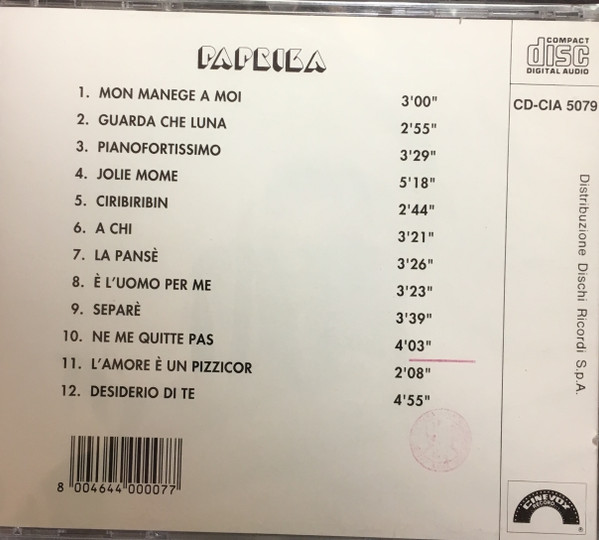 PAPRIKA
1. MON MANEGE A MOI 3'00"
2. GUARDA CHE LUNA 2'55"
3. PIANOFORTISSIMO 3'29"
4. JOLIE MOME 5'18"
5. CIRIBIRIBIN 2'44"
6. A CHI 3'21"
7. LA PANSÈ 3'26"
8. È L'UOMO PER ME 3'23"
9. SEPARÈ 3'39"
10. NE ME QUITTE PAS 4'03"
11. L'AMORE È UN PIZZICOR 2'08"
12. DESIDERIO DI TE 4'55"
8 004644 000077
COMPACT
disc
DIGITAL AUDIO
CD-CIA 5079
Distribuzione Dischi Ricordi S.p.A.
CINEVOX
RECORD
®